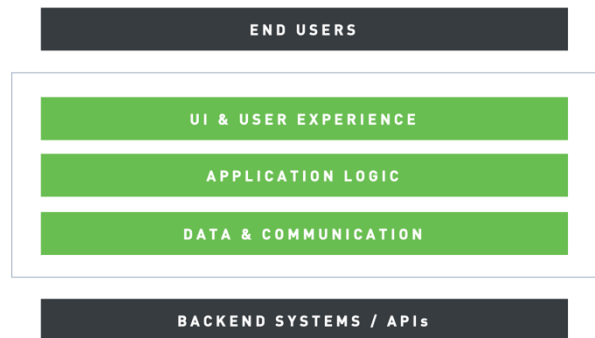 END USERS
UI & USER EXPERIENCE
APPLICATION LOGIC
DATA & COMMUNICATION
BACKEND SYSTEMS / APIs